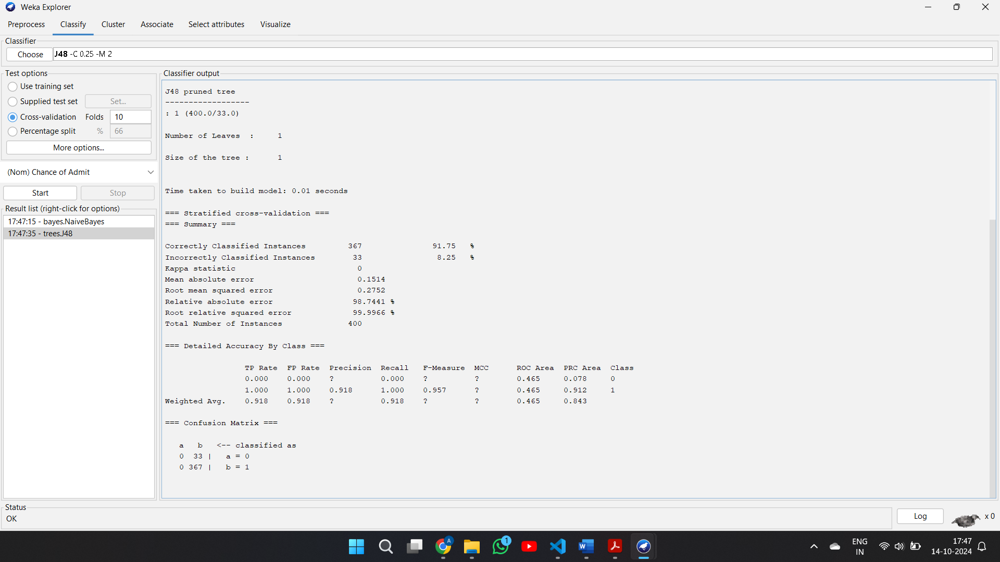 Weka Explorer
Preprocess Classify Cluster Associate Select attributes Visualize
Classifier
Choose J48 -C 0.25 -M 2
Test options
Use training set
Supplied test set Set...
Cross-validation Folds 10
Percentage split % 66
More options...
(Nom) Chance of Admit
Start Stop
Result list (right-click for options)
17:47:15 - bayes.NaiveBayes
17:47:35 - trees.J48
Classifier output
J48 pruned tree
------------------
: 1 (400.0/33.0)
Number of Leaves : 1
Size of the tree : 1
Time taken to build model: 0.01 seconds
=== Stratified cross-validation ===
=== Summary ===
Correctly Classified Instances 367 91.75 %
Incorrectly Classified Instances 33 8.25 %
Kappa statistic 0
Mean absolute error 0.1514
Root mean squared error 0.2752
Relative absolute error 98.7441 %
Root relative squared error 99.9966 %
Total Number of Instances 400
=== Detailed Accuracy By Class ===
TP Rate FP Rate Precision Recall F-Measure MCC ROC Area PRC Area Class
0.000 0.000 ? 0.000 ? ? 0.465 0.078 0
1.000 1.000 0.918 1.000 0.957 ? 0.465 0.912 1
Weighted Avg. 0.918 0.918 ? 0.918 ? ? 0.465 0.843
=== Confusion Matrix ===
a b <-- classified as
0 33 | a = 0
0 367 | b = 1
Status
OK
Log x 0
A
1
W
ENG
IN
17:47
14-10-2024